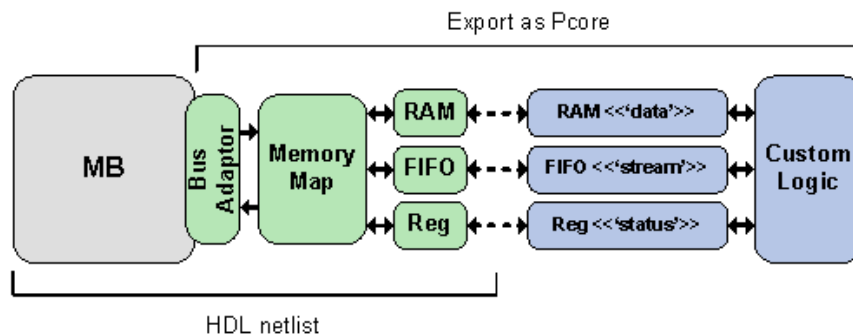 Export as Pcore
MB
Bus
Adaptor
Memory
Map
RAM
FIFO
Reg
RAM <<‘data’>>
FIFO <<‘stream’>>
Reg <<‘status’>>
Custom
Logic
HDL netlist